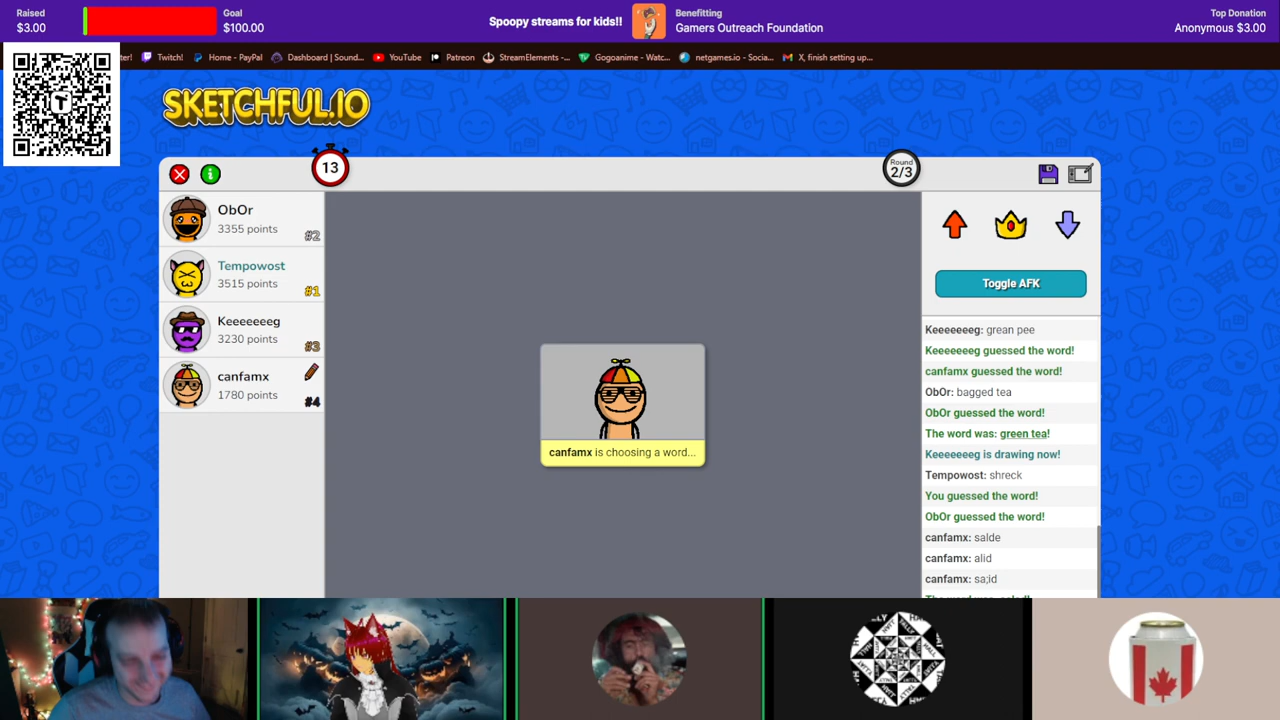 Raised
$3.00
Goal
$100.00
Spoopy streams for kids!!
Benefitting
Gamers Outreach Foundation
Top Donation
Anonymous $3.00
ter!
Twitch!
Home - PayPal
Dashboard | Sound...
YouTube
Patreon
StreamElements -...
Gogoanime - Watc...
netgames.io - Socia...
X, finish setting up...
SKETCHFUL.IO
13
Round
2/3
ObOr
3355 points
#2
Tempowost
3515 points
#1
Keeeeeeeg
3230 points
#3
canfamx
1780 points
#4
canfamx is choosing a word...
Toggle AFK
Keeeeeeeg: grean pee
Keeeeeeeg guessed the word!
canfamx guessed the word!
ObOr: bagged tea
ObOr guessed the word!
The word was: green tea!
Keeeeeeeg is drawing now!
Tempowost: shreck
You guessed the word!
ObOr guessed the word!
canfamx: salde
canfamx: alid
canfamx: sa;id
The word was: salad!